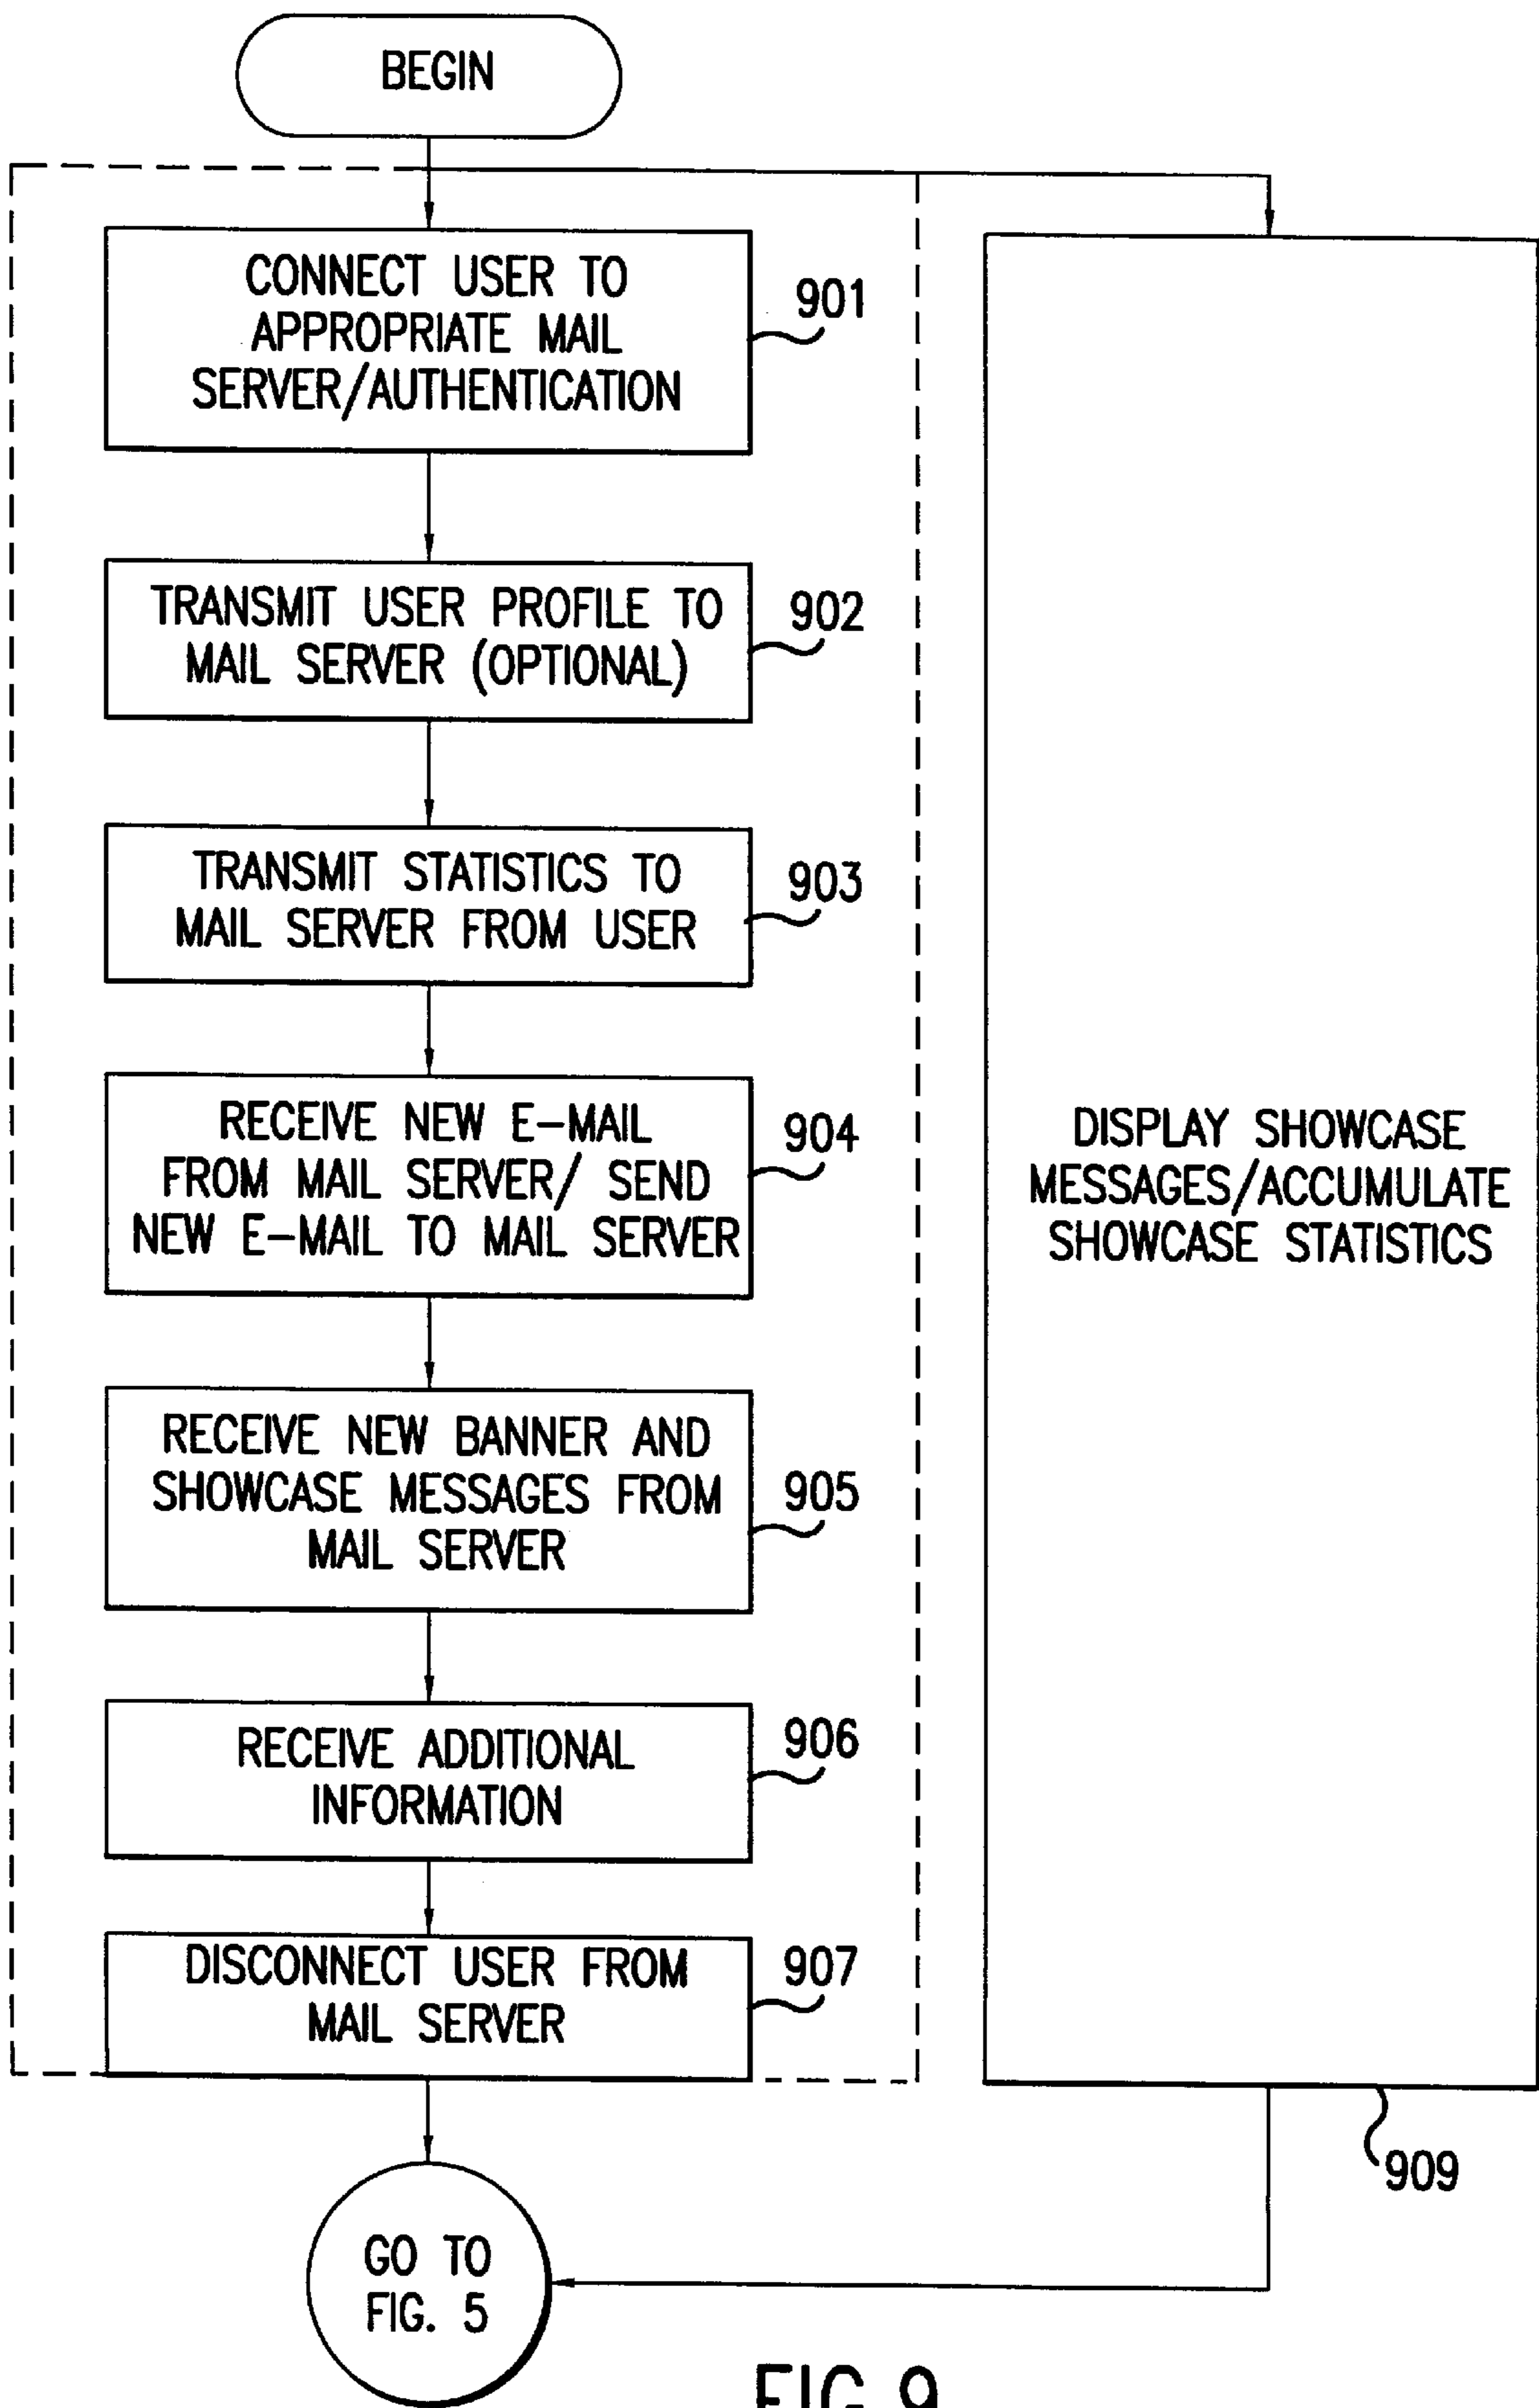 BEGIN
CONNECT USER TO
APPROPRIATE MAIL
SERVER/AUTHENTICATION
901
TRANSMIT USER PROFILE TO
MAIL SERVER (OPTIONAL)
902
TRANSMIT STATISTICS TO
MAIL SERVER FROM USER
903
RECEIVE NEW E-MAIL
FROM MAIL SERVER/ SEND
NEW E-MAIL TO MAIL SERVER
904
RECEIVE NEW BANNER AND
SHOWCASE MESSAGES FROM
MAIL SERVER
905
RECEIVE ADDITIONAL
INFORMATION
906
DISCONNECT USER FROM
MAIL SERVER
907
DISPLAY SHOWCASE
MESSAGES/ACCUMULATE
SHOWCASE STATISTICS
909
GO TO
FIG. 5
FIG. 9